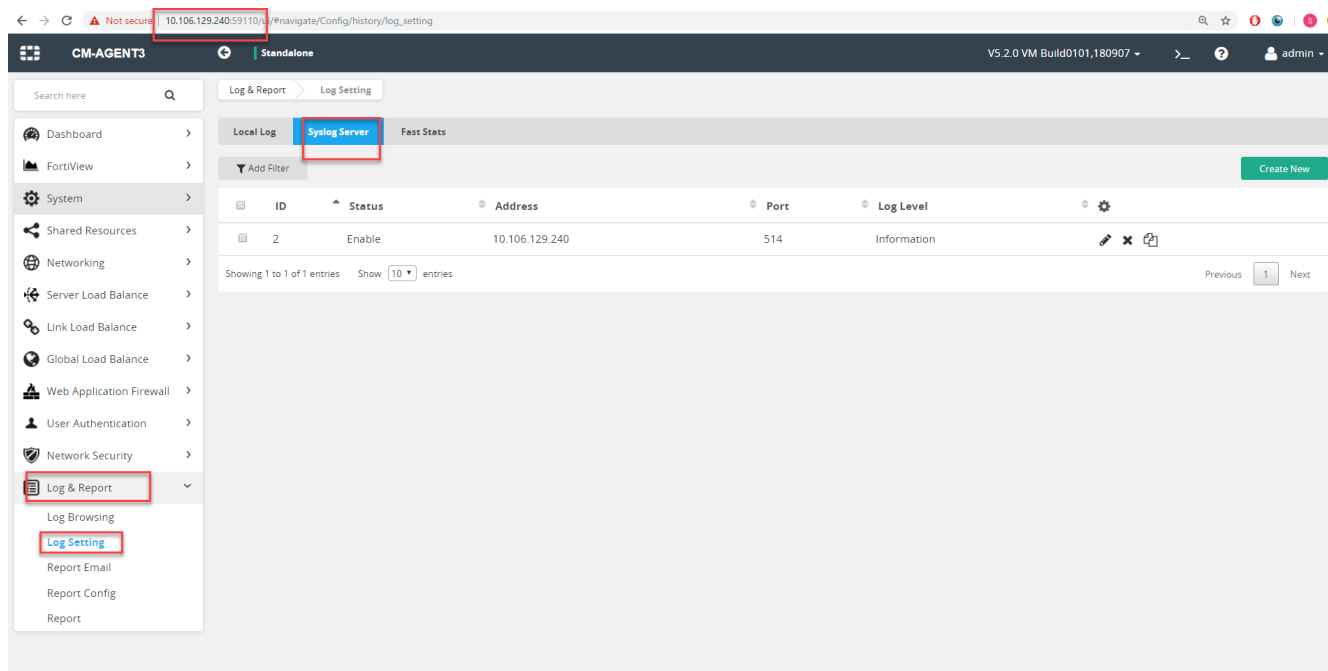 Not secure 10.106.129.240:59110/ui/#navigate/Config/history/log_setting
CM-AGENT3
Standalone
V5.2.0 VM Build0101,180907
>_
?
admin
Search here
Dashboard
FortiView
System
Shared Resources
Networking
Server Load Balance
Link Load Balance
Global Load Balance
Web Application Firewall
User Authentication
Network Security
Log & Report
Log Browsing
Log Setting
Report Email
Report Config
Report
Log & Report Log Setting
Local Log Syslog Server Fast Stats
Add Filter
Create New
ID Status Address Port Log Level
2 Enable 10.106.129.240 514 Information
Showing 1 to 1 of 1 entries Show 10 entries
Previous 1 Next